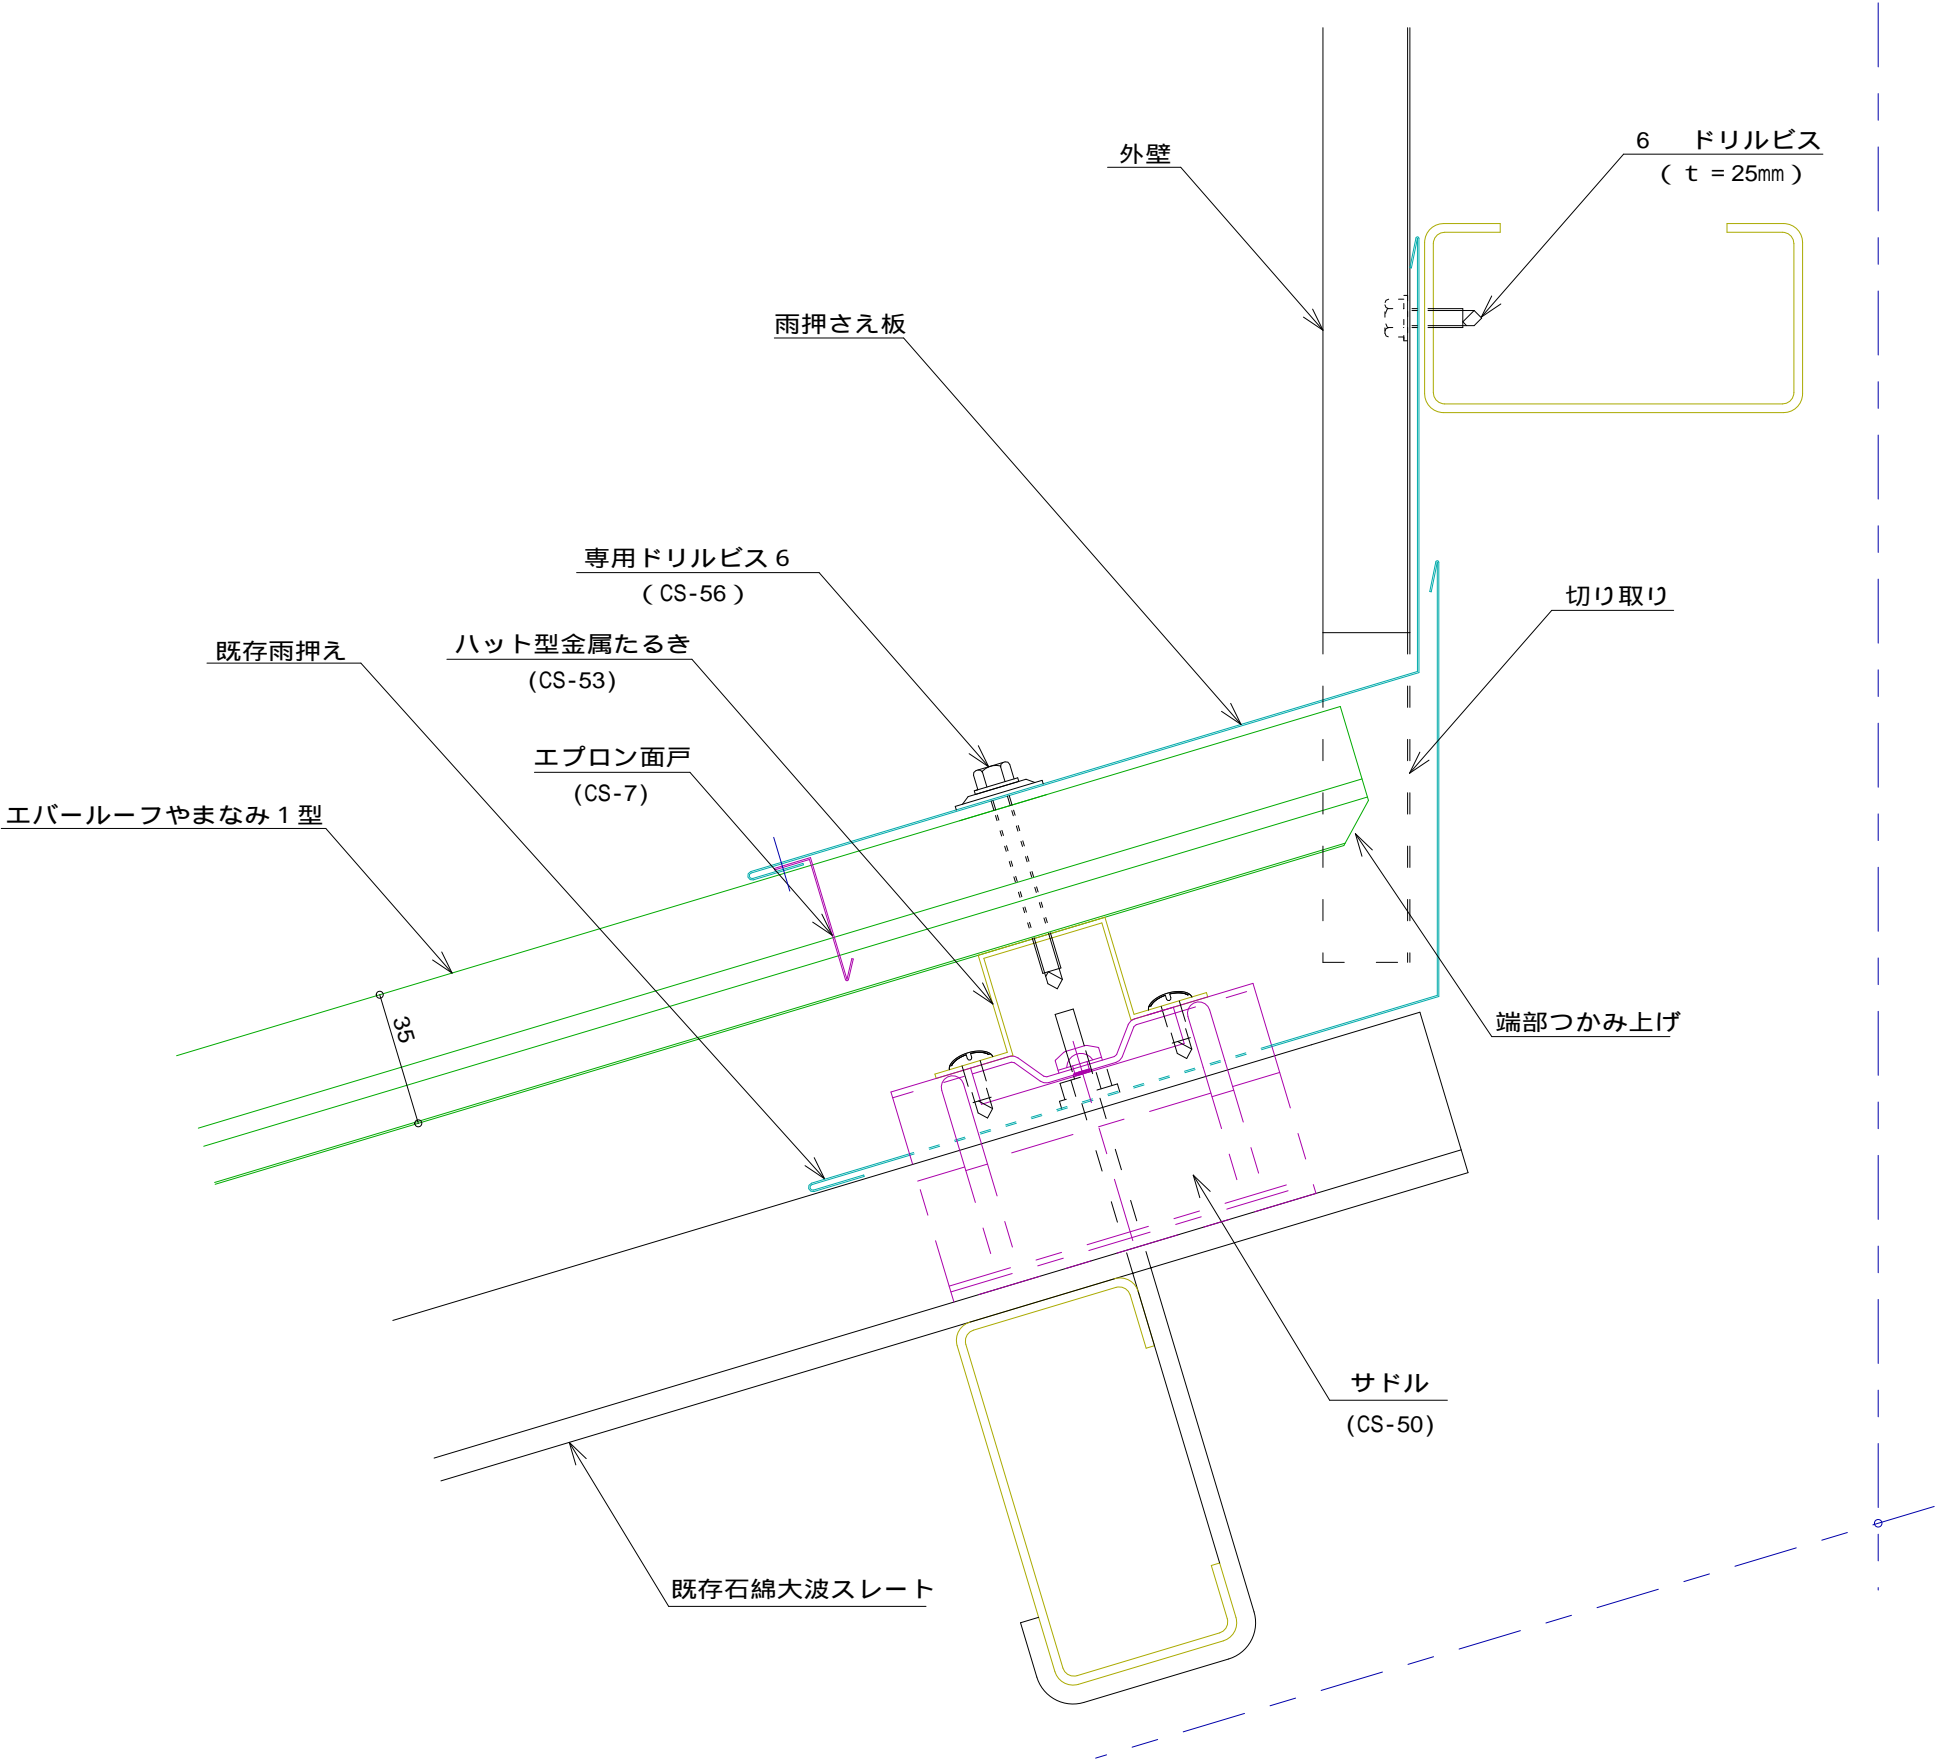 外壁
6　ドリルビス
( t =25mm )
雨押さえ板
専用ドリルビス6
(CS-56)
切り取り
ハット型金属たるき
(CS-53)
既存雨押え
エプロン面戸
(CS-7)
エバールーフやまなみ1型
35
端部つかみ上げ
サドル
(CS-50)
既存石綿大波スレート